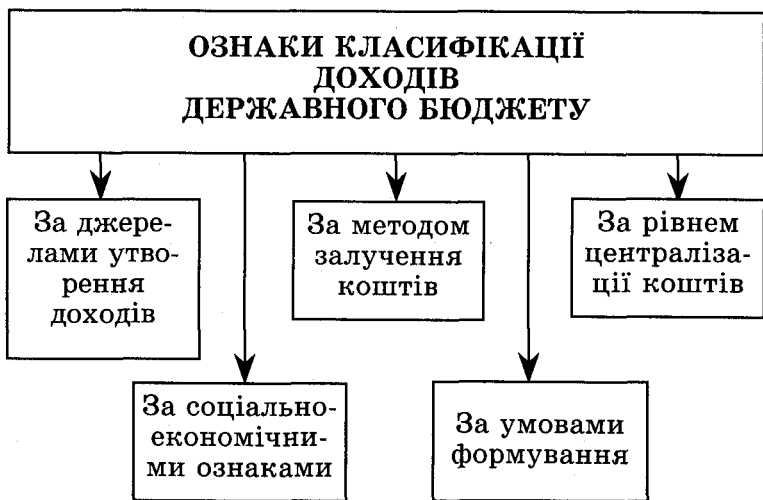 ОЗНАКИ КЛАСИФІКАЦІЇ
ДОХОДІВ
ДЕРЖАВНОГО БЮДЖЕТУ
За джере-
лами утво-
рення
доходів
За методом
залучення
коштів
За рівнем
централіза-
ції коштів
За соціально-
економічни-
ми ознаками
За умовами
формування